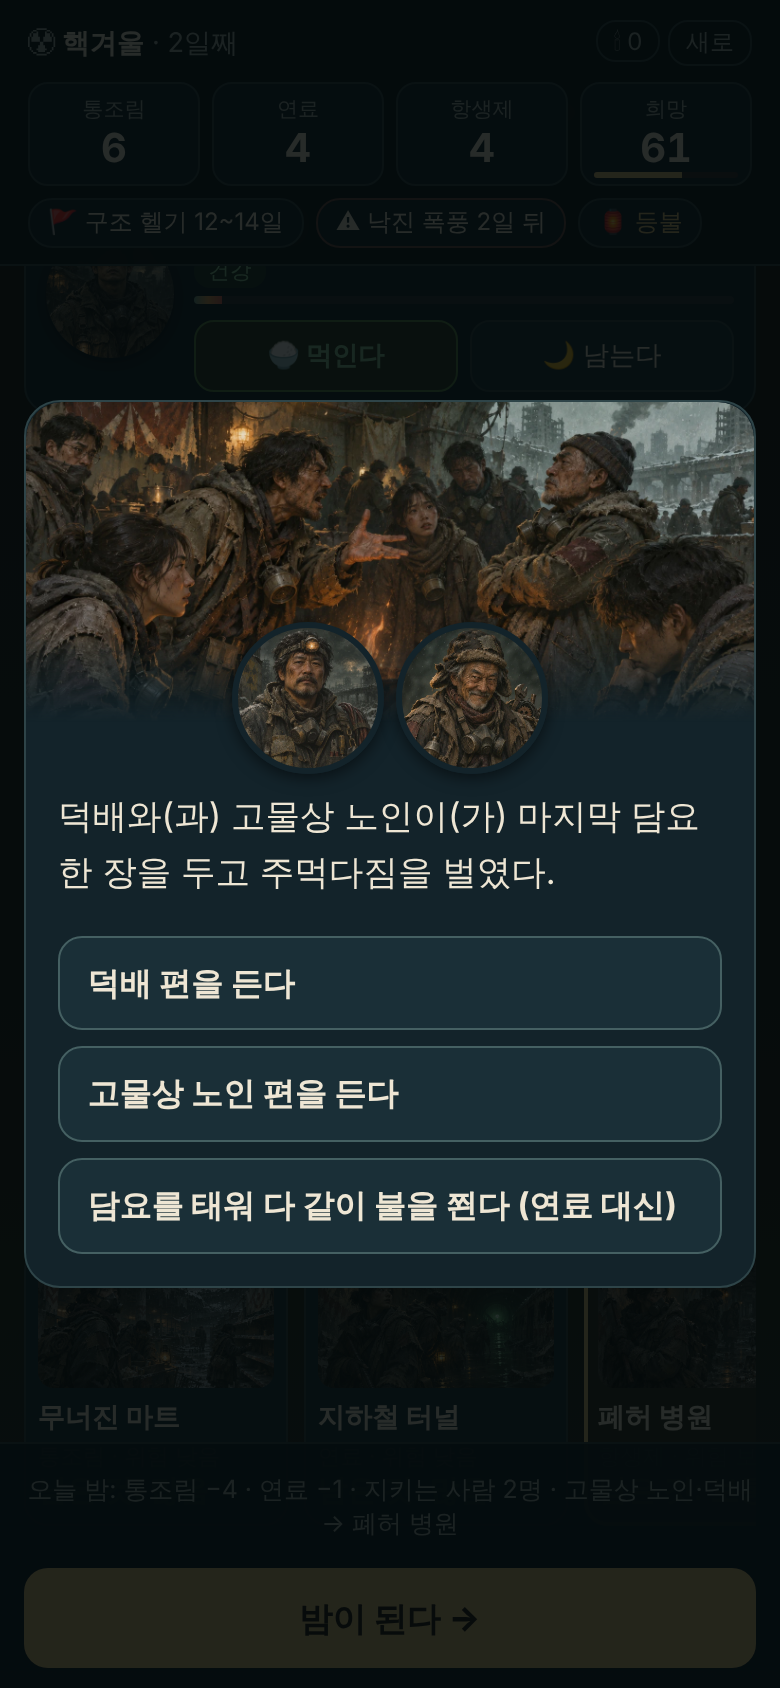 핵겨울 · 2일째
0
새로
통조림
연료
항생제
희망
6
4
4
61
구조 헬기 12~14일
낙진 폭풍 2일 뒤
등불
건강
먹인다
남는다
덕배와(과) 고물상 노인이(가) 마지막 담요
한 장을 두고 주먹다짐을 벌였다.
덕배 편을 든다
고물상 노인 편을 든다
담요를 태워 다 같이 불을 쬔다 (연료 대신)
무너진 마트
지하철 터널
폐허 병원
오늘 밤: 통조림 −4 · 연료 −1 · 지키는 사람 2명 · 고물상 노인·덕배
→ 폐허 병원
밤이 된다 →